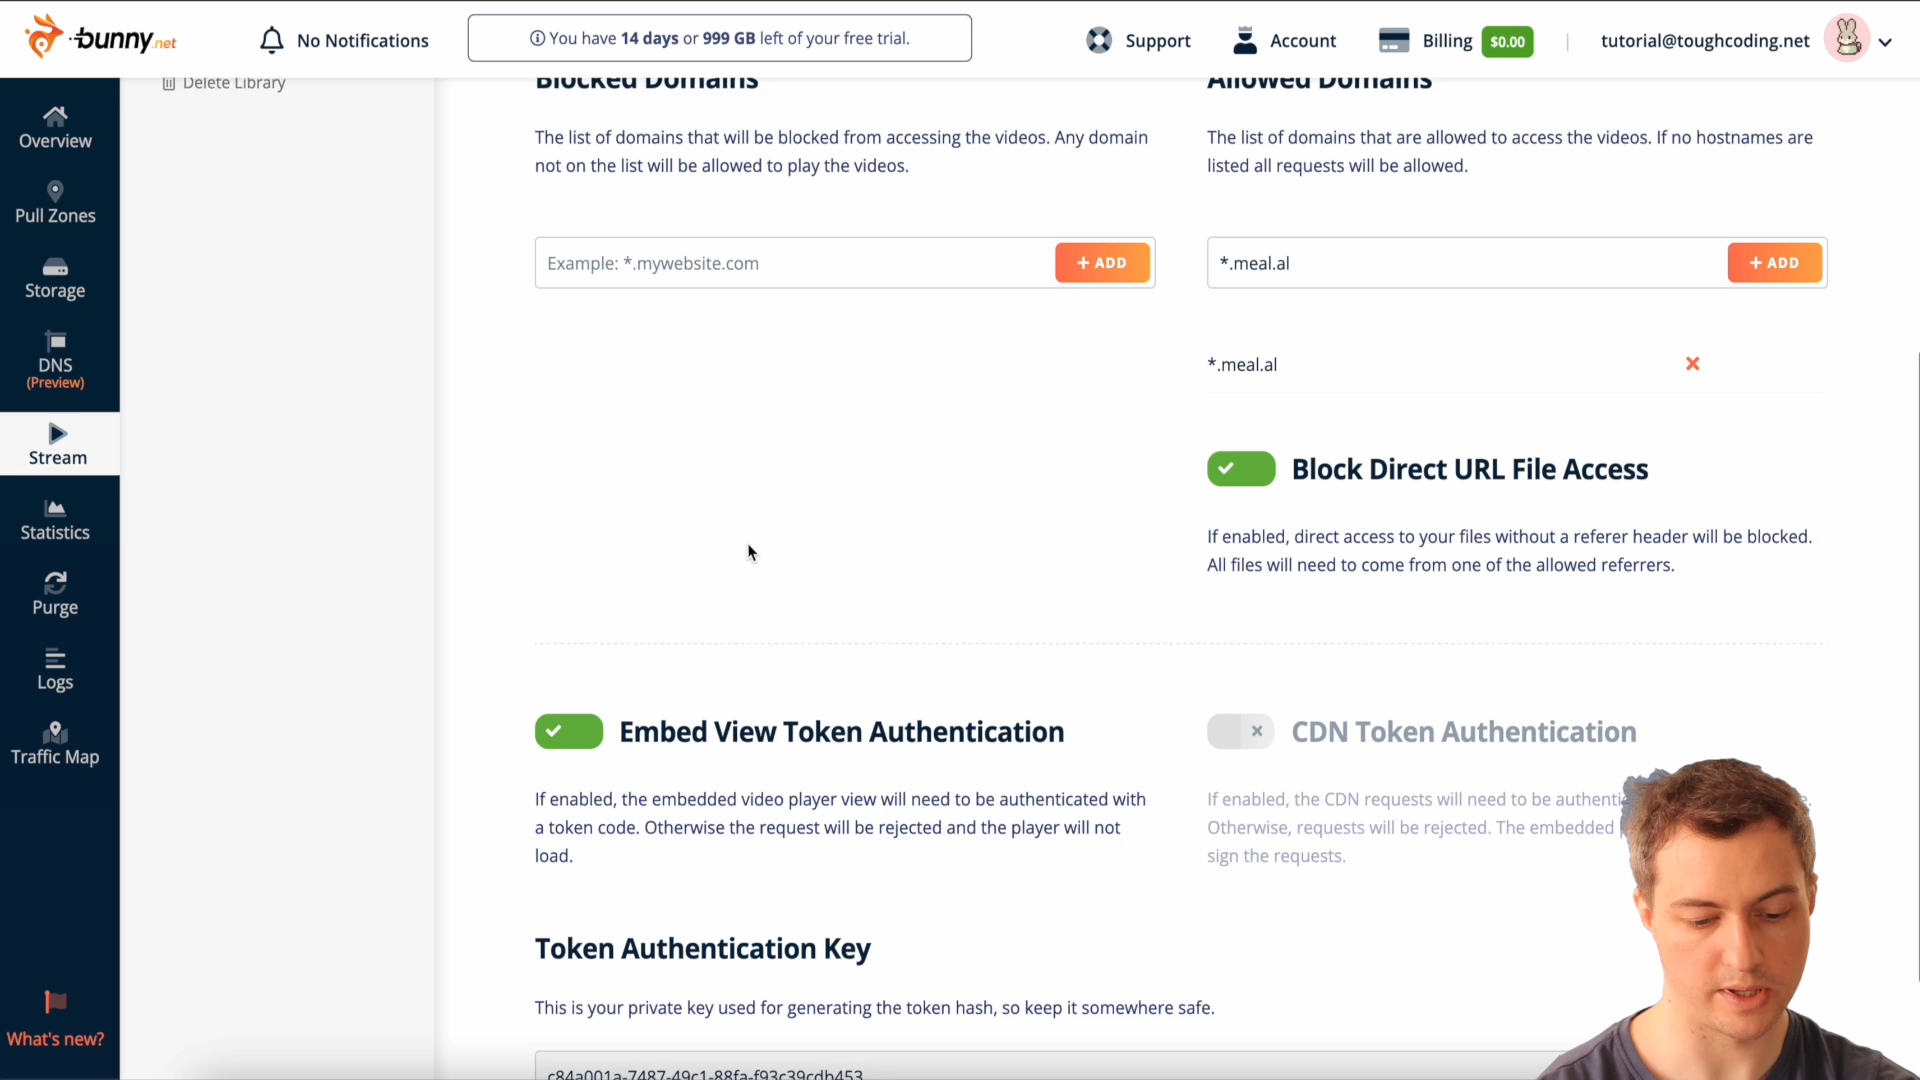 bunny.net
No Notifications
You have 14 days or 999 GB left of your free trial.
Support
Account
Billing
$0.00
tutorial@toughcoding.net
Overview
Pull Zones
Storage
DNS
(Preview)
Stream
Statistics
Purge
Logs
Traffic Map
What's new?
Delete Library
Blocked Domains
The list of domains that will be blocked from accessing the videos. Any domain
not on the list will be allowed to play the videos.
Example: *.mywebsite.com
+ ADD
Allowed Domains
The list of domains that are allowed to access the videos. If no hostnames are
listed all requests will be allowed.
*.meal.al
+ ADD
*.meal.al
Block Direct URL File Access
If enabled, direct access to your files without a referer header will be blocked.
All files will need to come from one of the allowed referrers.
Embed View Token Authentication
If enabled, the embedded video player view will need to be authenticated with
a token code. Otherwise the request will be rejected and the player will not
load.
CDN Token Authentication
If enabled, the CDN requests will need to be
Otherwise, requests will be rejected. The embedded
sign the requests.
Token Authentication Key
This is your private key used for generating the token hash, so keep it somewhere safe.
c84a001a-7487-49c1-88fa-f93c39cdb453